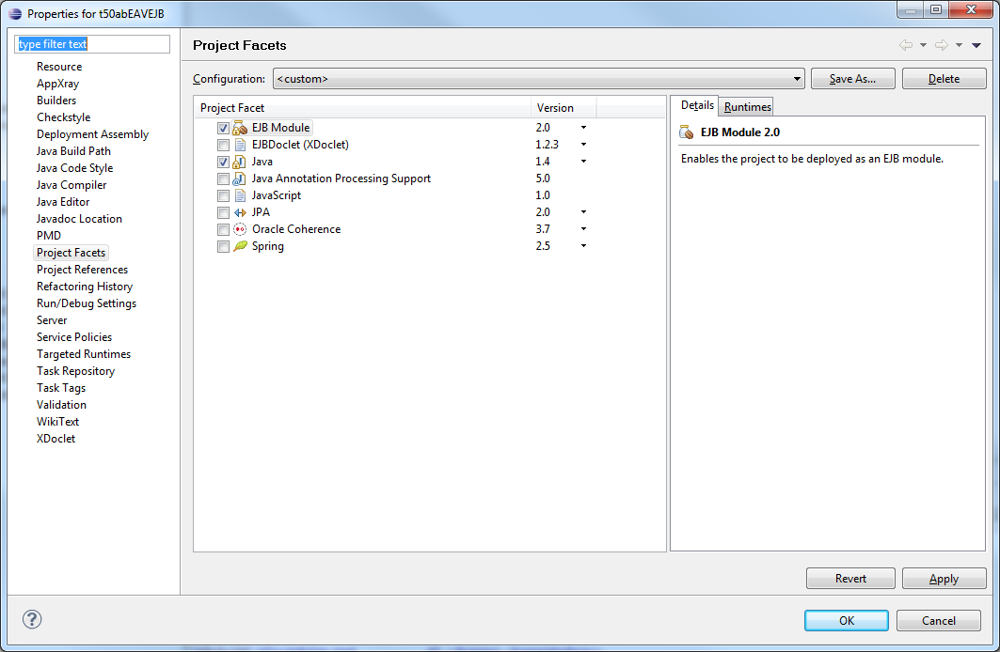 Properties for t50abEAVEJB
type filter text
Resource
AppXray
Builders
Checkstyle
Deployment Assembly
Java Build Path
Java Code Style
Java Compiler
Java Editor
Javadoc Location
PMD
Project Facets
Project References
Refactoring History
Run/Debug Settings
Server
Service Policies
Targeted Runtimes
Task Repository
Task Tags
Validation
WikiText
XDoclet
Project Facets
Configuration: <custom> Save As... Delete
Project Facet Version
EJB Module 2.0
EJBDoclet (XDoclet) 1.2.3
Java 1.4
Java Annotation Processing Support 5.0
JavaScript 1.0
JPA 2.0
Oracle Coherence 3.7
Spring 2.5
Details Runtimes
EJB Module 2.0
Enables the project to be deployed as an EJB module.
Revert Apply
OK Cancel